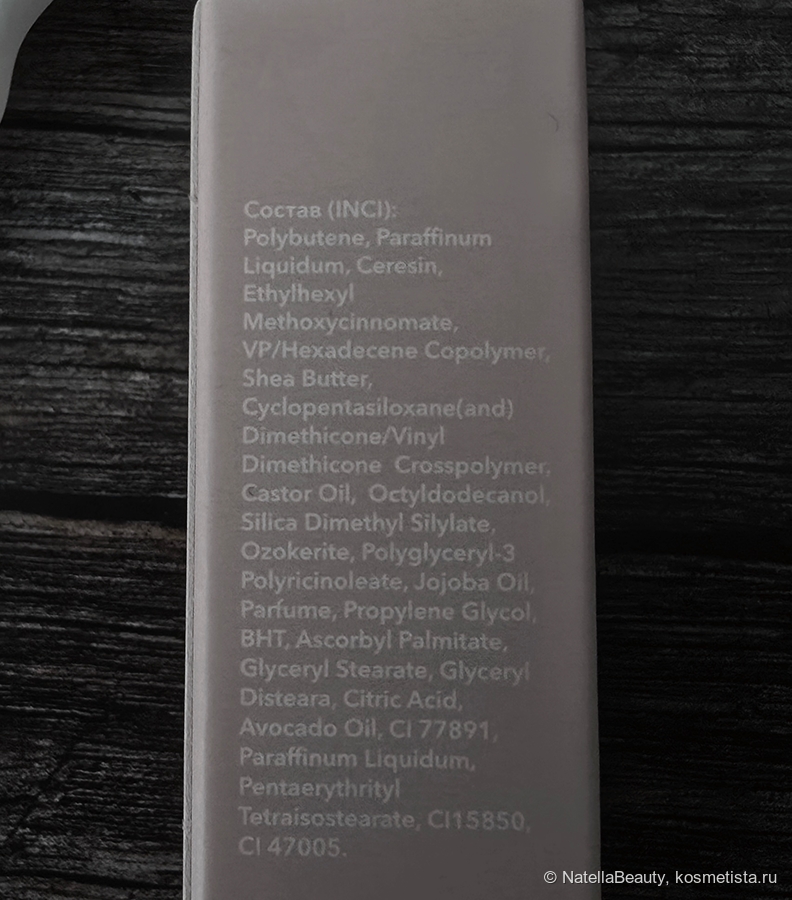 Состав (INCI):
Polybutene, Paraffinum
Liquidum, Ceresin,
Ethylhexyl
Methoxycinnomate,
VP/Hexadecene Copolymer,
Shea Butter,
Cyclopentasiloxane(and)
Dimethicone/Vinyl
Dimethicone Crosspolymer,
Castor Oil, Octyldodecanol,
Silica Dimethyl Silylate,
Ozokerite, Polyglyceryl-3
Polyricinoleate, Jojoba Oil,
Parfume, Propylene Glycol,
BHT, Ascorbyl Palmitate,
Glyceryl Stearate, Glyceryl
Disteara, Citric Acid,
Avocado Oil, CI 77891,
Paraffinum Liquidum,
Pentaerythrityl
Tetraisostearate, CI15850,
CI 47005.
© NatellaBeauty, kosmetista.ru